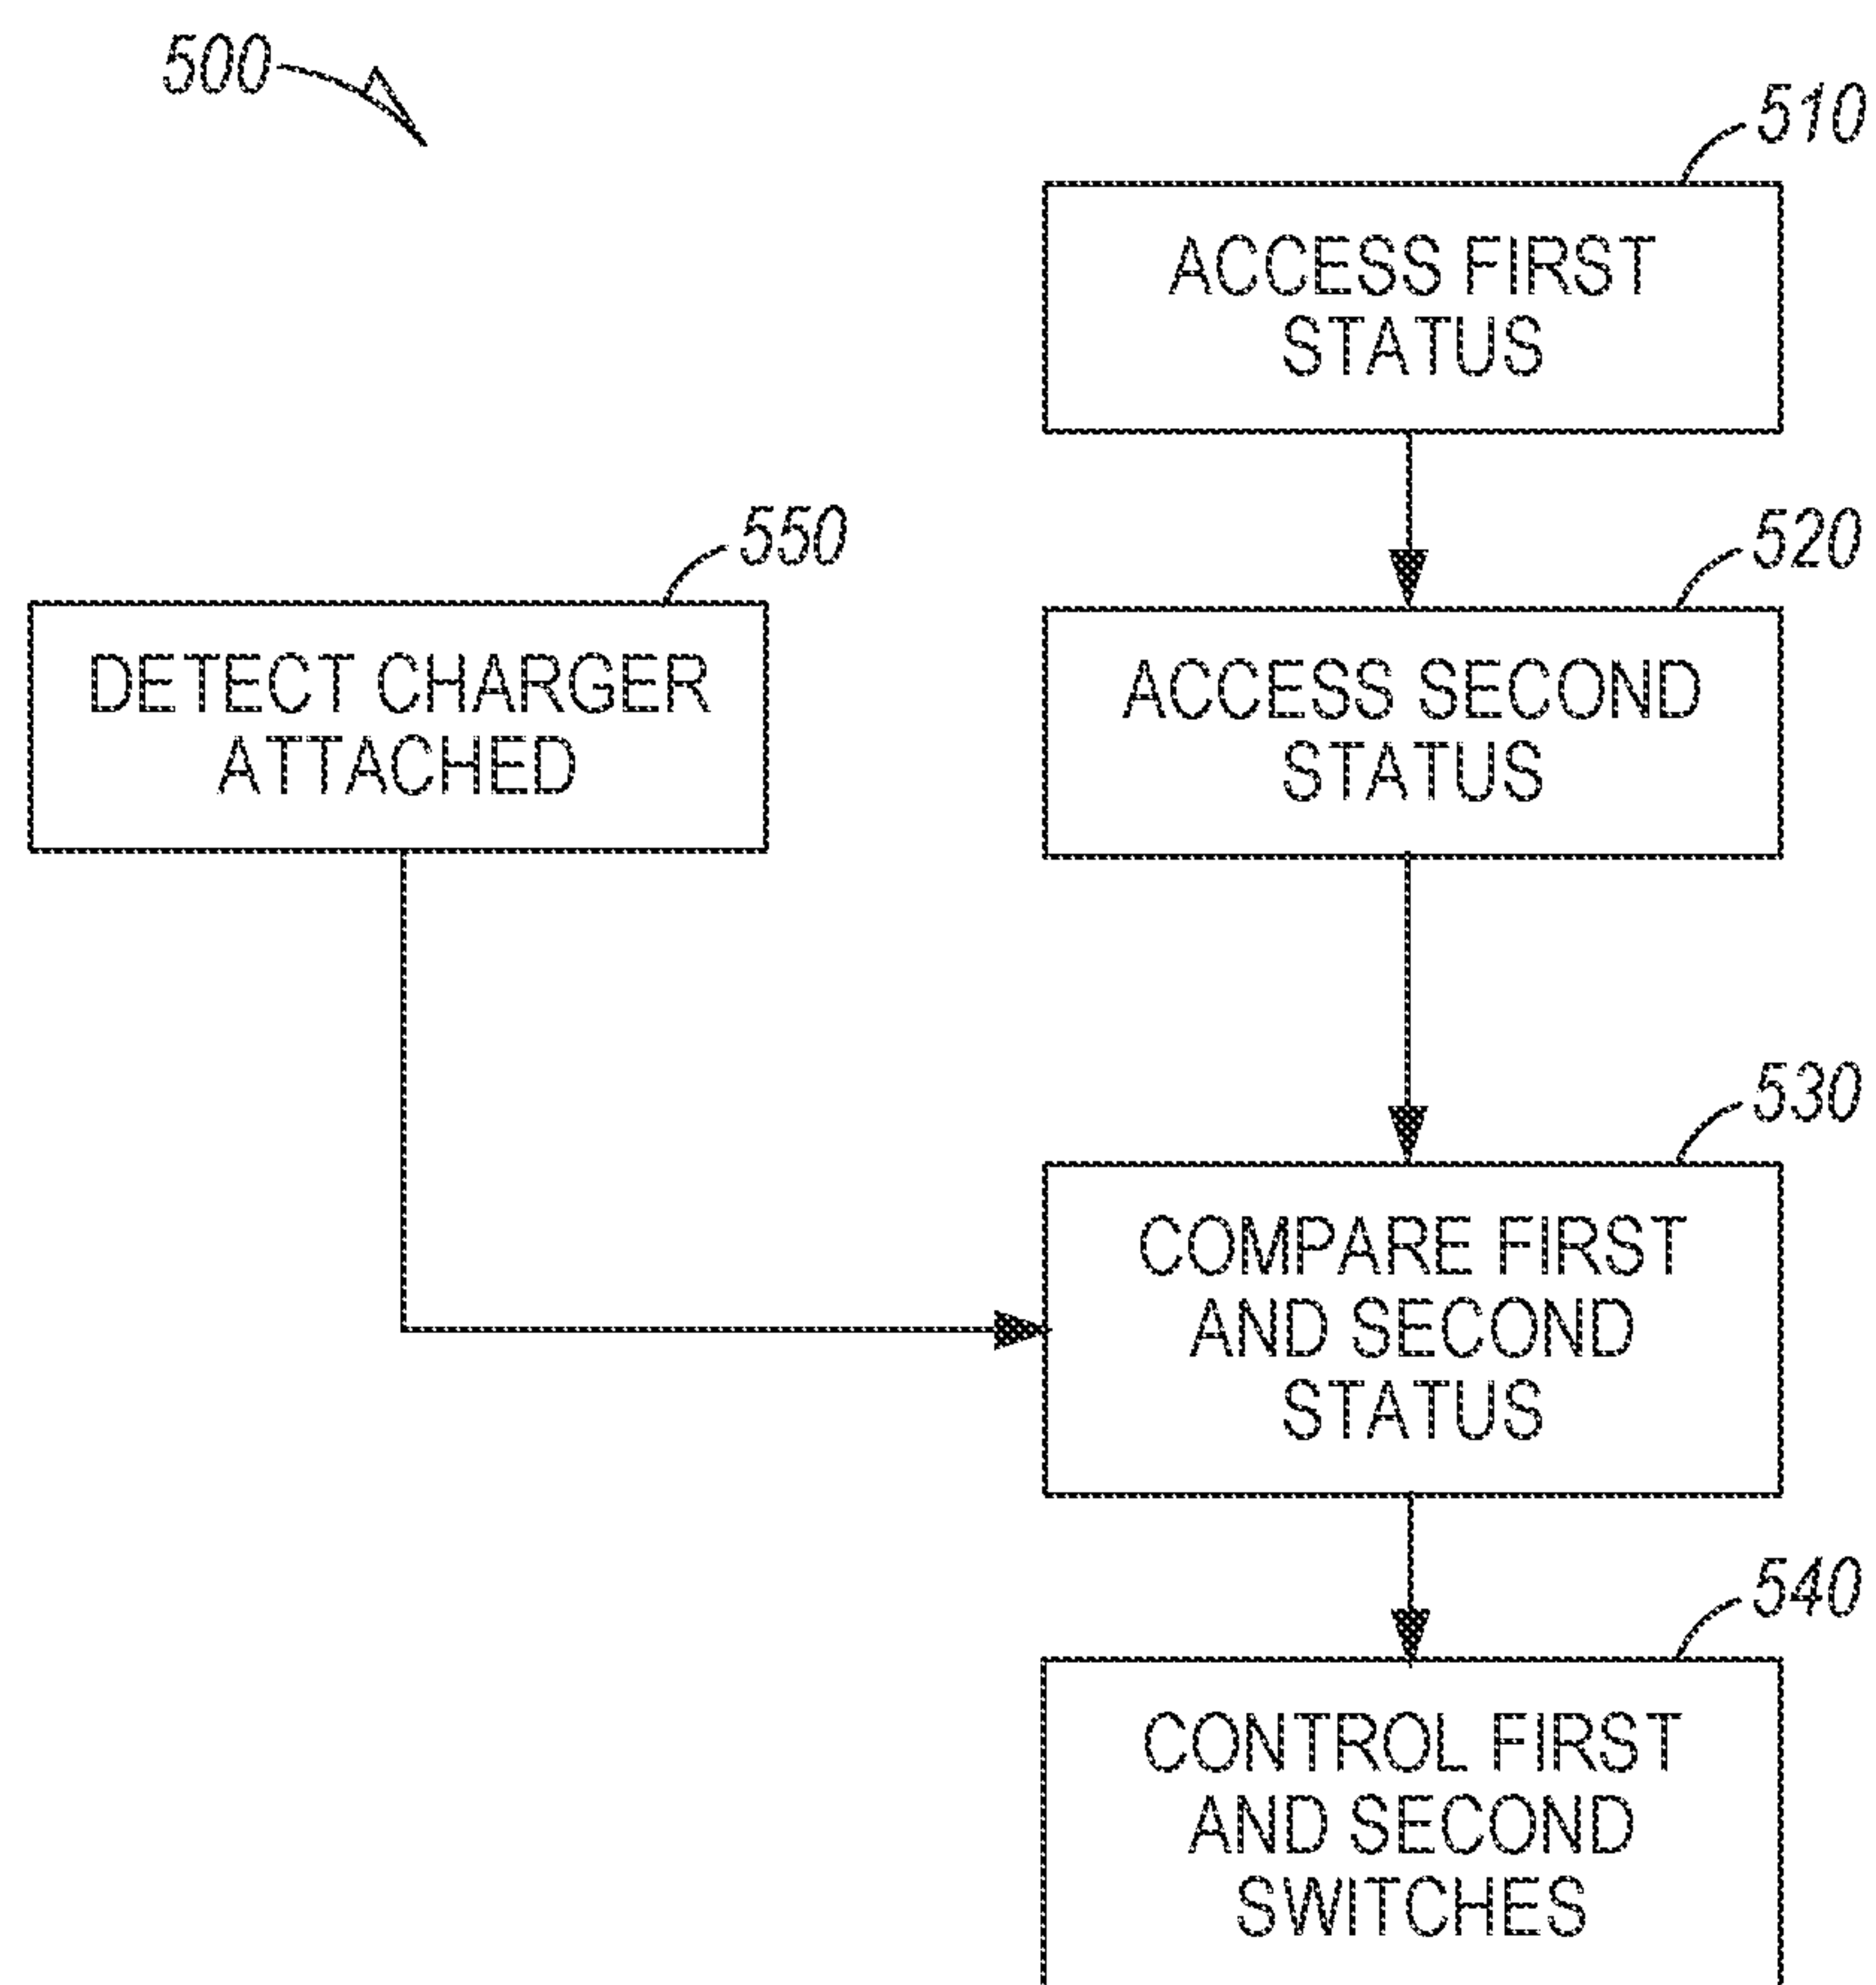 500
510
ACCESS FIRST
STATUS
520
ACCESS SECOND
STATUS
550
DETECT CHARGER
ATTACHED
530
COMPARE FIRST
AND SECOND
STATUS
540
CONTROL FIRST
AND SECOND
SWITCHES